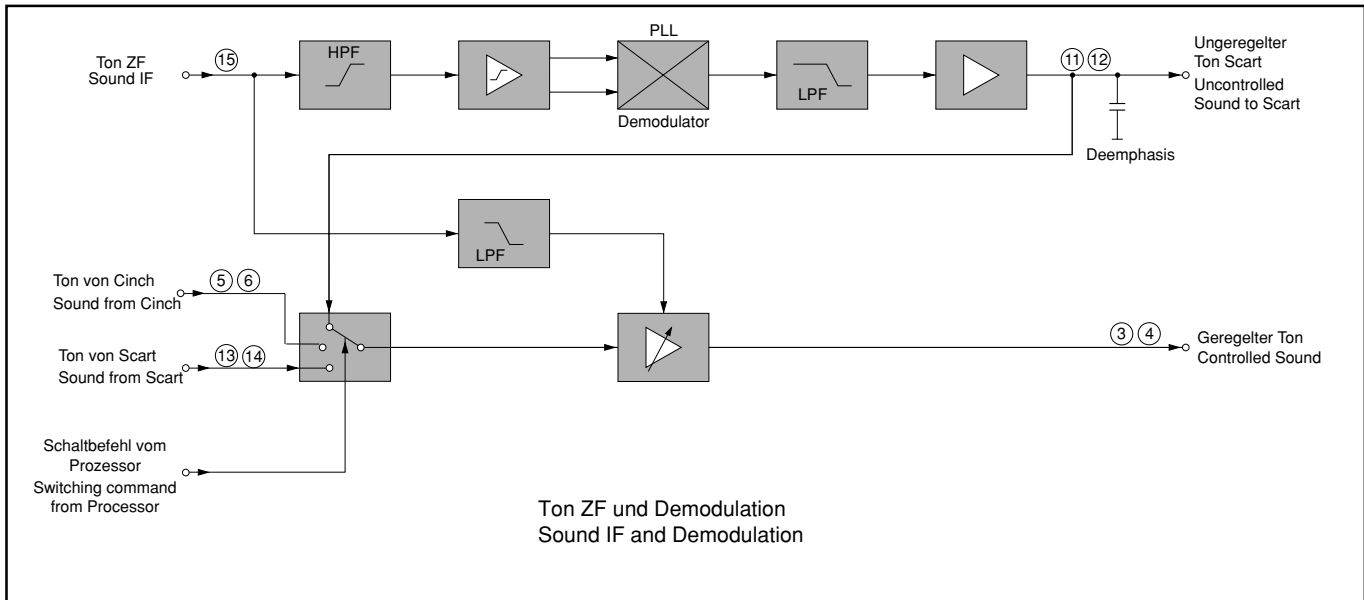 Ton ZF
Sound IF
15
HPF
PLL
Demodulator
LPF
11 12
Ungeregelter
Ton Scart
Uncontrolled
Sound to Scart
Deemphasis
LPF
Ton von Cinch
Sound from Cinch
5 6
Ton von Scart
Sound from Scart
13 14
3 4
Geregelter Ton
Controlled Sound
Schaltbefehl vom
Prozessor
Switching command
from Processor
Ton ZF und Demodulation
Sound IF and Demodulation